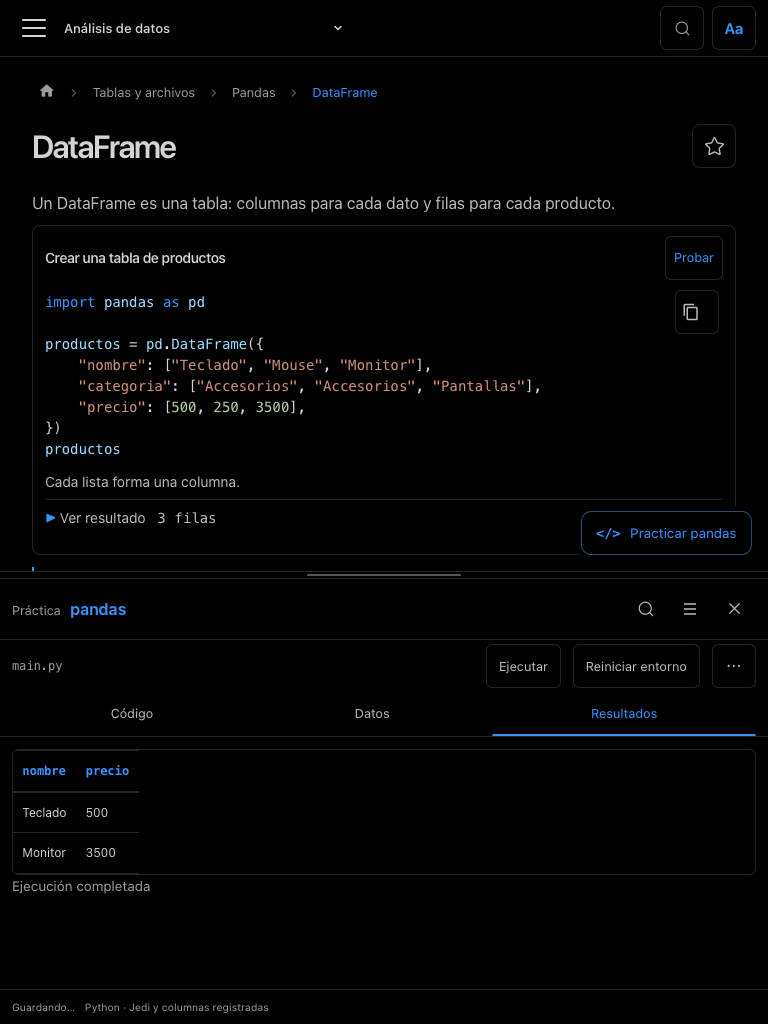 Análisis de datos
Aa
Tablas y archivos
Pandas
DataFrame
DataFrame
Un DataFrame es una tabla: columnas para cada dato y filas para cada producto.
Crear una tabla de productos
Probar
import pandas as pd
productos = pd.DataFrame({
"nombre": ["Teclado", "Mouse", "Monitor"],
"categoria": ["Accesorios", "Accesorios", "Pantallas"],
"precio": [500, 250, 3500],
})
productos
Cada lista forma una columna.
Ver resultado 3 filas
</> Practicar pandas
Práctica pandas
main.py
Ejecutar
Reiniciar entorno
...
Código
Datos
Resultados
nombre precio
Teclado 500
Monitor 3500
Ejecución completada
Guardando... Python · Jedi y columnas registradas